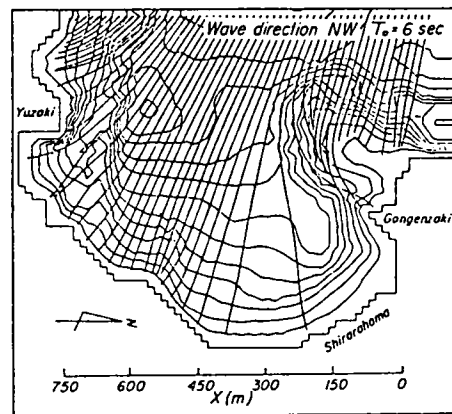 Wave direction NW T₀= 6 sec
Yuzaki
Gongenzaki
Shirarahama
N
750 600 450 300 150 0
X (m)